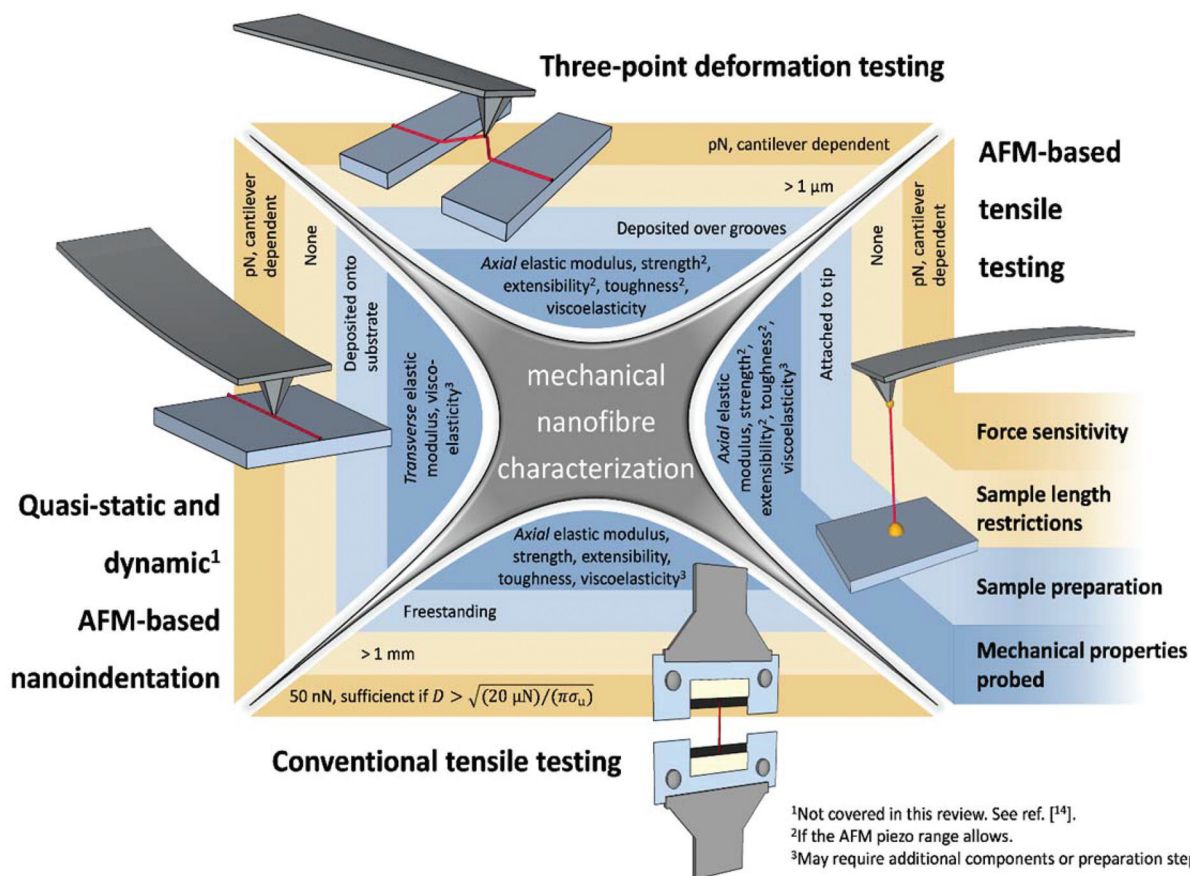 Three-point deformation testing
pN, cantilever dependent
> 1 μm
Deposited over grooves
Axial elastic modulus, strength²,
extensibility², toughness²,
viscoelasticity
AFM-based
tensile
testing
pN, cantilever
dependent
None
Attached to tip
Axial elastic
modulus, strength²,
extensibility², toughness²,
viscoelasticity³
pN, cantilever
dependent
None
Deposited onto
substrate
Transverse elastic
modulus, visco-
elasticity³
mechanical
nanofibre
characterization
Quasi-static and
dynamic¹
AFM-based
nanoindentation
Axial elastic modulus,
strength, extensibility,
toughness, viscoelasticity³
Freestanding
> 1 mm
50 nN, sufficienct if D > √(20 μN)/(πσᵤ)
Conventional tensile testing
Force sensitivity
Sample length
restrictions
Sample preparation
Mechanical properties
probed
¹Not covered in this review. See ref. [¹⁴].
²If the AFM piezo range allows.
³May require additional components or preparation step